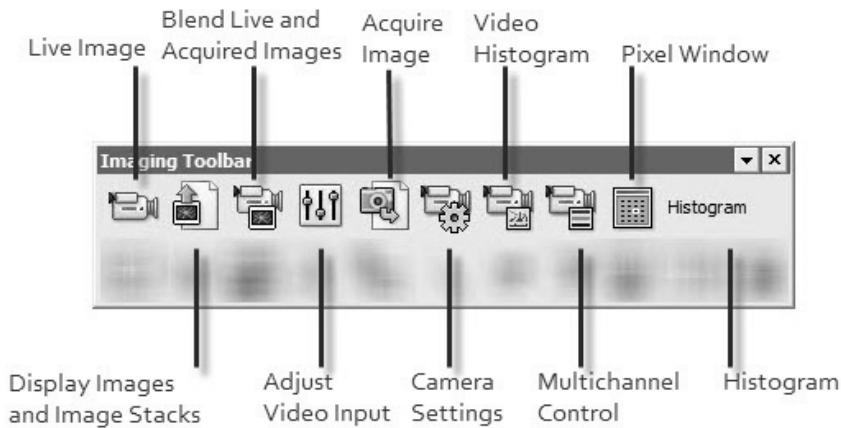 Live Image
Blend Live and
Acquired Images
Acquire
Image
Video
Histogram
Pixel Window
Imaging Toolbar
Histogram
Display Images
and Image Stacks
Adjust
Video Input
Camera
Settings
Multichannel
Control
Histogram